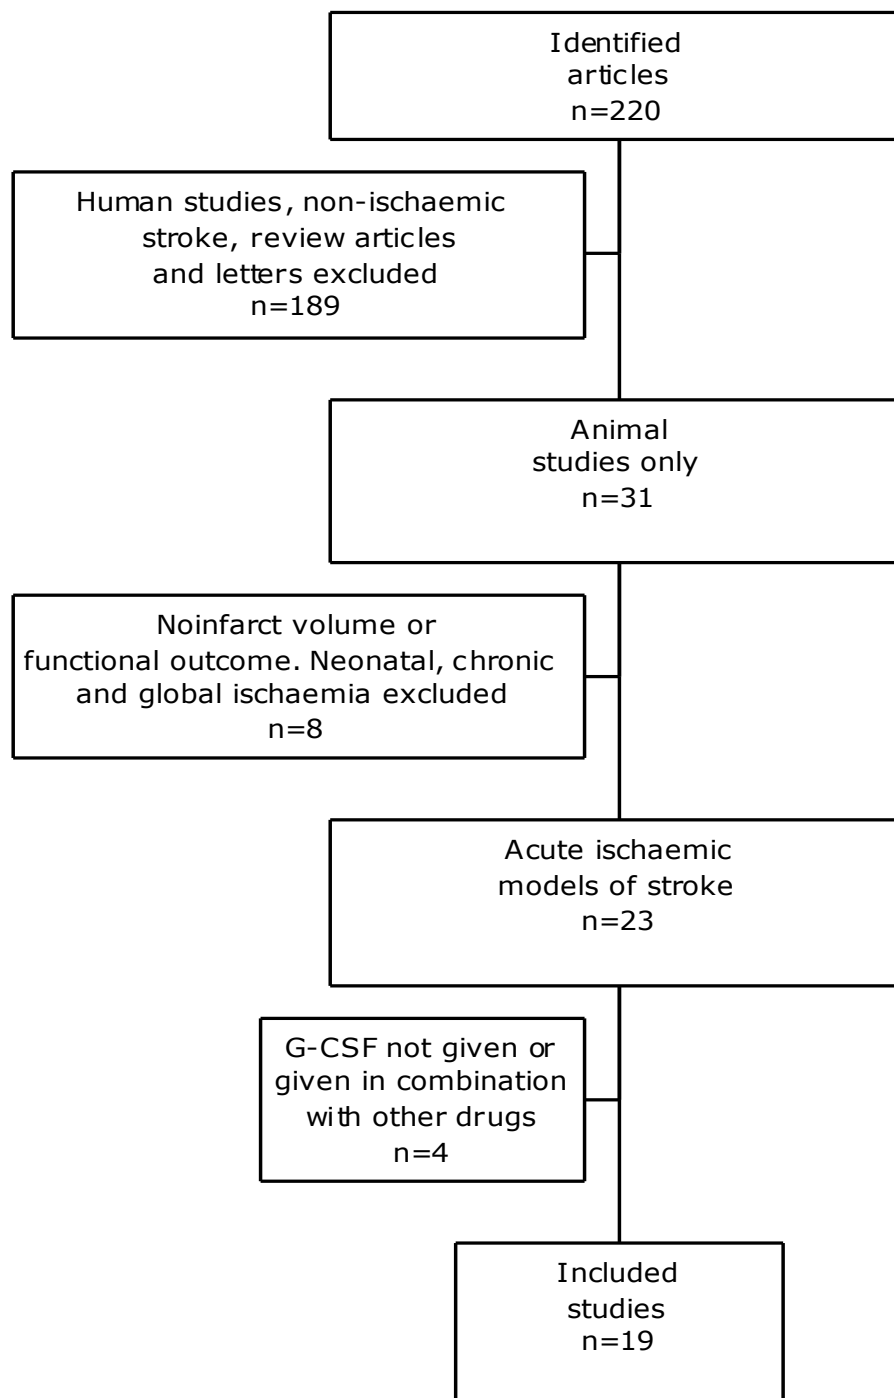 Identified
articles
n=220
Human studies, non-ischaemic
stroke, review articles
and letters excluded
n=189
Animal
studies only
n=31
Noinfarct volume or
functional outcome. Neonatal, chronic
and global ischaemia excluded
n=8
Acute ischaemic
models of stroke
n=23
G-CSF not given or
given in combination
with other drugs
n=4
Included
studies
n=19